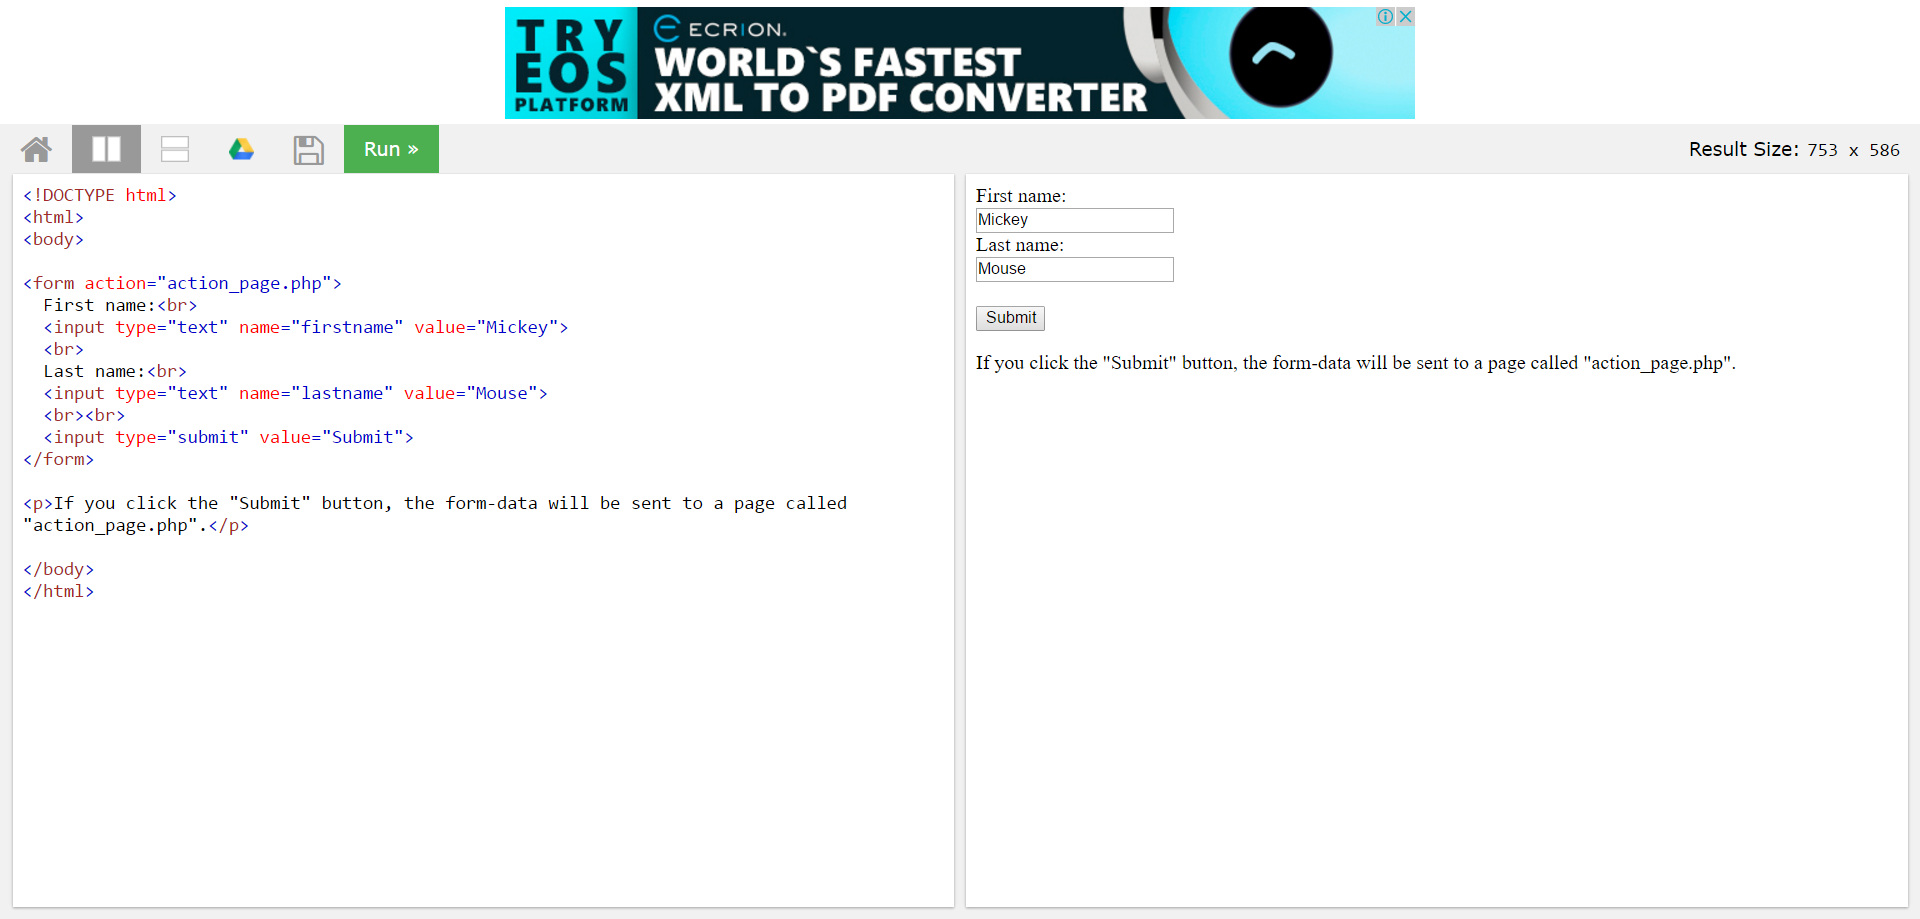 TRY
EOS
PLATFORM
ECRION.
WORLD`S FASTEST
XML TO PDF CONVERTER
Run »
Result Size: 753 x 586
<!DOCTYPE html>
<html>
<body>
<form action="action_page.php">
First name:<br>
<input type="text" name="firstname" value="Mickey">
<br>
Last name:<br>
<input type="text" name="lastname" value="Mouse">
<br><br>
<input type="submit" value="Submit">
</form>
<p>If you click the "Submit" button, the form-data will be sent to a page called
"action_page.php".</p>
</body>
</html>
First name:
Mickey
Last name:
Mouse
Submit
If you click the "Submit" button, the form-data will be sent to a page called "action_page.php".